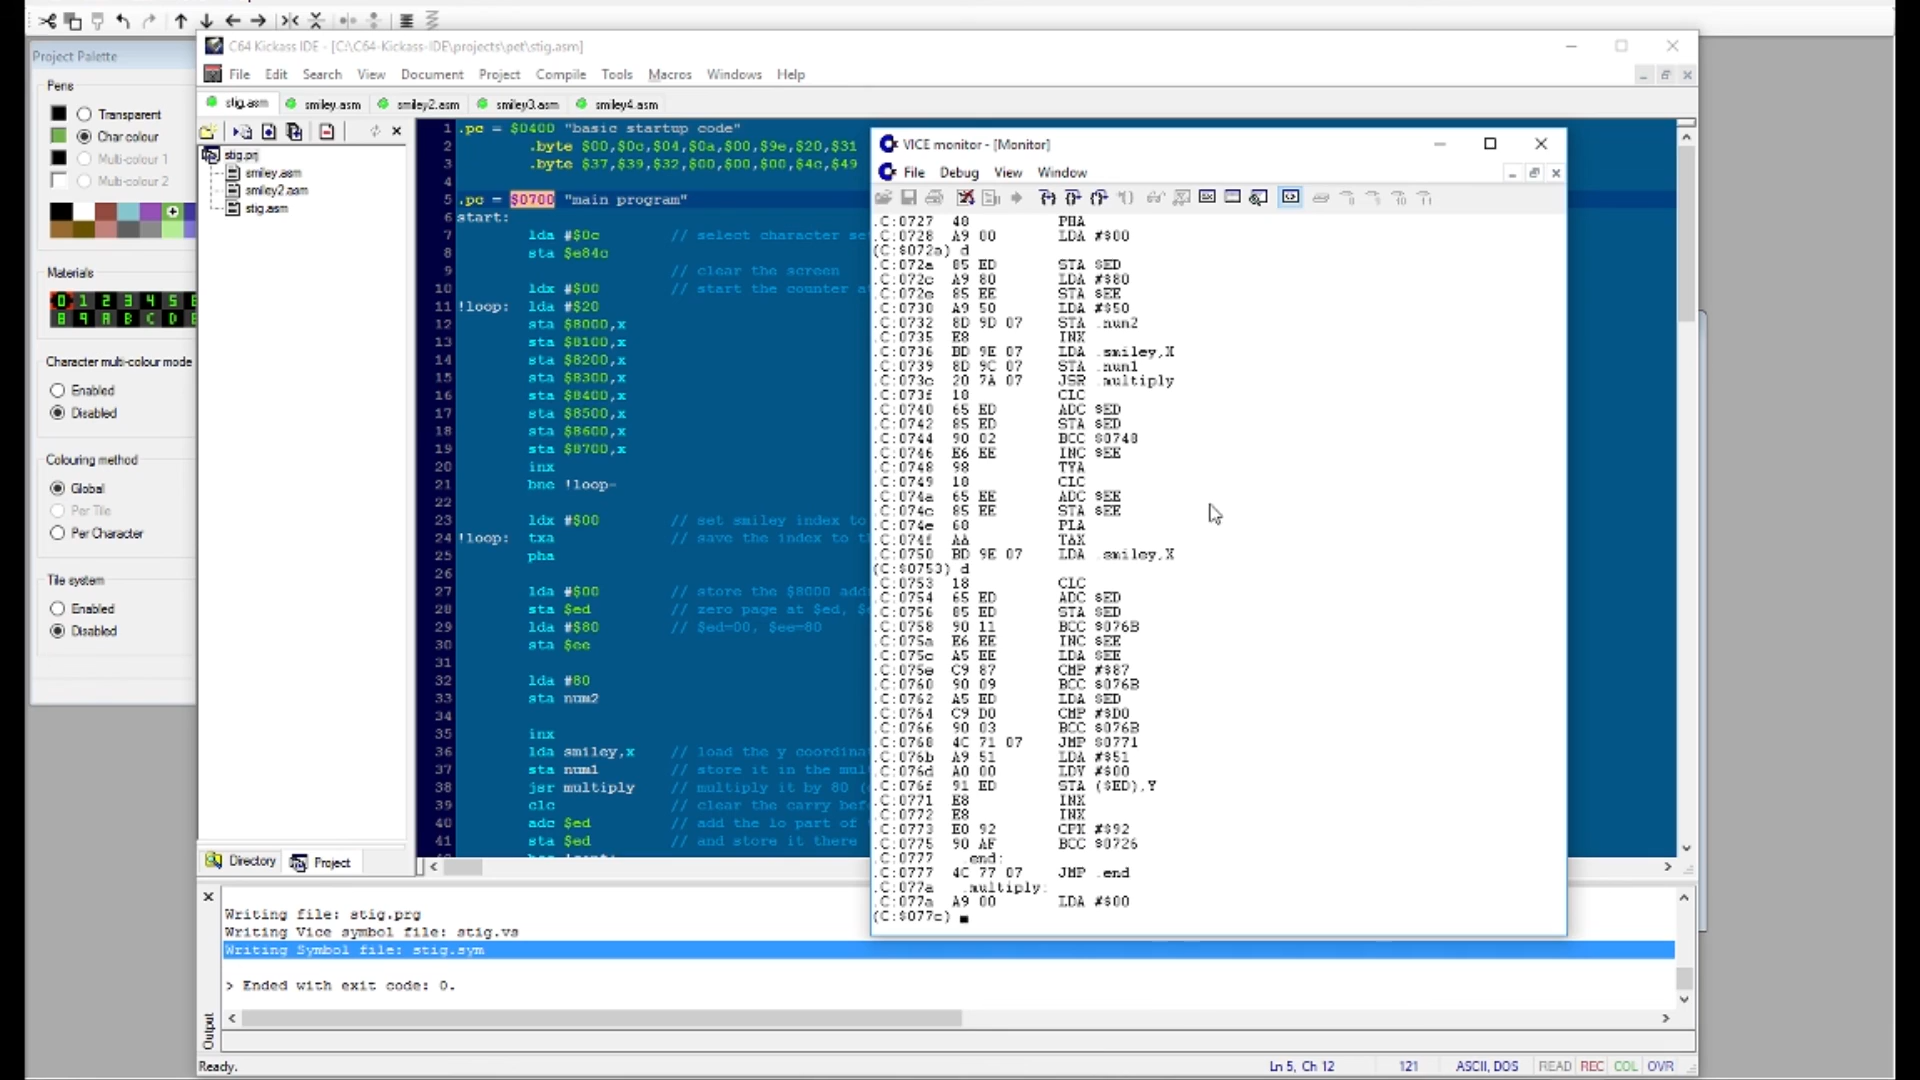 Project Palette
Pens
Transparent
Char colour
Multi-colour 1
Multi-colour 2
Materials
0 1 2 3 4 5
8 9 A B C D
Character multi-colour mode
Enabled
Disabled
Colouring method
Global
Per Tile
Per Character
Tile system
Enabled
Disabled
C64 Kickass IDE - [C:\C64-Kickass-IDE\projects\pet\stig.asm]
File Edit Search View Document Project Compile Tools Macros Windows Help
stig.asm smiley.asm smiley2.asm smiley3.asm smiley4.asm
stig.prj
smiley.asm
smiley2.asm
stig.asm
Directory Project
1 .pc = $0400 "basic startup code"
2 .byte $00,$0c,$04,$0a,$00,$9e,$20,$31
3 .byte $37,$39,$32,$00,$00,$00,$4c,$49
4
5 .pc = $0700 "main program"
6 start:
7 lda #$0c // select character se
8 sta $e84c
9 // clear the screen
10 ldx #$00 // start the counter a
11 !loop: lda #$20
12 sta $8000,x
13 sta $8100,x
14 sta $8200,x
15 sta $8300,x
16 sta $8400,x
17 sta $8500,x
18 sta $8600,x
19 sta $8700,x
20 inx
21 bne !loop-
22
23 ldx #$00 // set smiley index to
24 !loop: txa // save the index to t
25 pha
26
27 lda #$00 // store the $8000 add
28 sta $ed // zero page at $ed, $
29 lda #$80 // $ed=00, $ee=80
30 sta $ee
31
32 lda #80
33 sta num2
34
35 inx
36 lda smiley,x // load the y coordina
37 sta num1 // store it in the mul
38 jsr multiply // multiply it by 80 (
39 clc // clear the carry bef
40 adc $ed // add the lo part of
41 sta $ed // and store it there
VICE monitor - [Monitor]
File Debug View Window
.C:0727 48 PHA
.C:0728 A9 00 LDA #$00
(C:$072a) d
.C:072a 85 ED STA $ED
.C:072c A9 80 LDA #$80
.C:072e 85 EE STA $EE
.C:0730 A9 50 LDA #$50
.C:0732 8D 9D 07 STA .num2
.C:0735 E8 INX
.C:0736 BD 9E 07 LDA .smiley,X
.C:0739 8D 9C 07 STA .num1
.C:073c 20 7A 07 JSR .multiply
.C:073f 18 CLC
.C:0740 65 ED ADC $ED
.C:0742 85 ED STA $ED
.C:0744 90 02 BCC $0748
.C:0746 E6 EE INC $EE
.C:0748 98 TYA
.C:0749 18 CLC
.C:074a 65 EE ADC $EE
.C:074c 85 EE STA $EE
.C:074e 68 PLA
.C:074f AA TAX
.C:0750 BD 9E 07 LDA .smiley,X
(C:$0753) d
.C:0753 18 CLC
.C:0754 65 ED ADC $ED
.C:0756 85 ED STA $ED
.C:0758 90 11 BCC $076B
.C:075a E6 EE INC $EE
.C:075c A5 EE LDA $EE
.C:075e C9 87 CMP #$87
.C:0760 90 09 BCC $076B
.C:0762 A5 ED LDA $ED
.C:0764 C9 D0 CMP #$D0
.C:0766 90 03 BCC $076B
.C:0768 4C 71 07 JMP $0771
.C:076b A9 51 LDA #$51
.C:076d A0 00 LDY #$00
.C:076f 91 ED STA ($ED),Y
.C:0771 E8 INX
.C:0772 E8 INX
.C:0773 E0 92 CPX #$92
.C:0775 90 AF BCC $0726
.C:0777 .end:
.C:0777 4C 77 07 JMP .end
.C:077a .multiply:
.C:077a A9 00 LDA #$00
(C:$077c)
Output
Writing file: stig.prg
Writing Vice symbol file: stig.vs
Writing Symbol file: stig.sym
> Ended with exit code: 0.
Ready. Ln 5, Ch 12 121 ASCII, DOS READ REC COL OVR